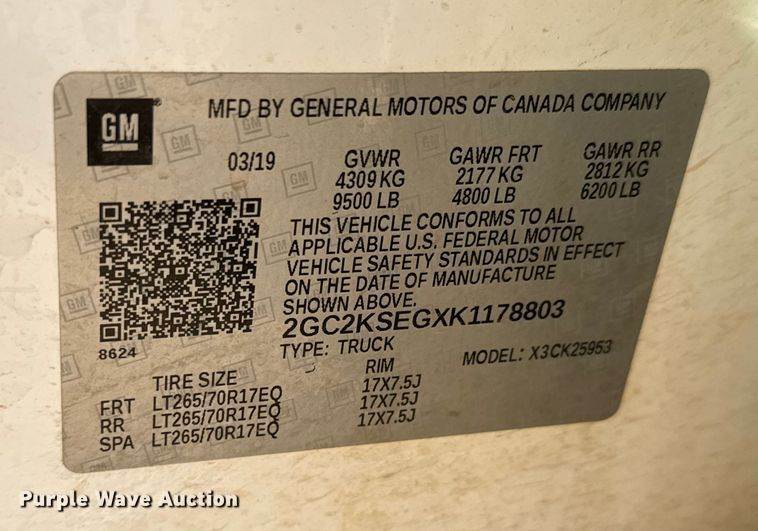 GM
MFD BY GENERAL MOTORS OF CANADA COMPANY
03/19 GVWR GAWR FRT GAWR RR
4309 KG 2177 KG 2812 KG
9500 LB 4800 LB 6200 LB
THIS VEHICLE CONFORMS TO ALL
APPLICABLE U.S. FEDERAL MOTOR
VEHICLE SAFETY STANDARDS IN EFFECT
ON THE DATE OF MANUFACTURE
SHOWN ABOVE.
2GC2KSEGXK1178803
8624
TYPE: TRUCK MODEL: X3CK25953
TIRE SIZE RIM
FRT LT265/70R17EQ 17X7.5J
RR LT265/70R17EQ 17X7.5J
SPA LT265/70R17EQ 17X7.5J
Purple Wave Auction